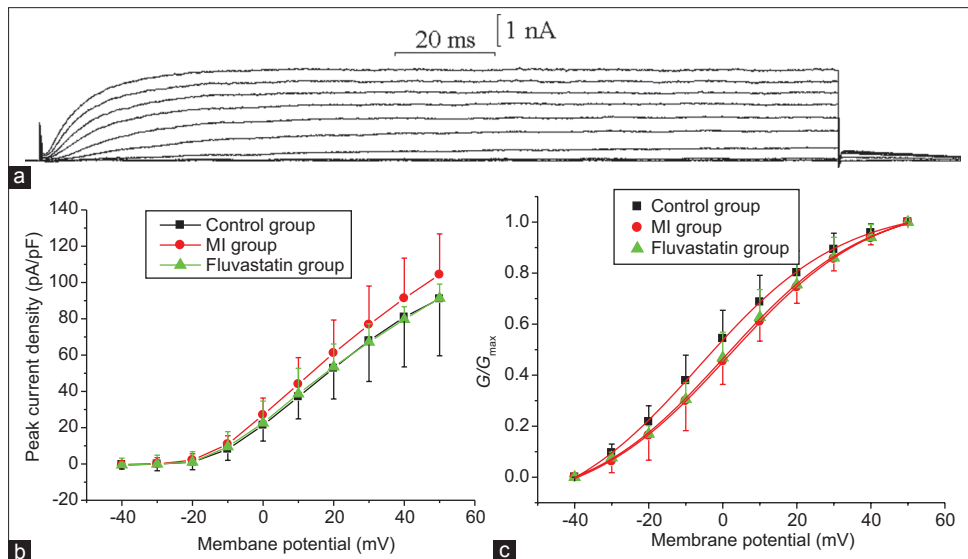 20 ms
1 nA
a
140
120
100
80
60
40
20
0
-20
Peak current density (pA/pF)
Control group
MI group
Fluvastatin group
-40 -20 0 20 40 60
Membane potential (mV)
b
1.0
0.8
0.6
0.4
0.2
0.0
G/Gmax
Control group
MI group
Fluvastatin group
-40 -20 0 20 40 60
Membrane potential (mV)
c